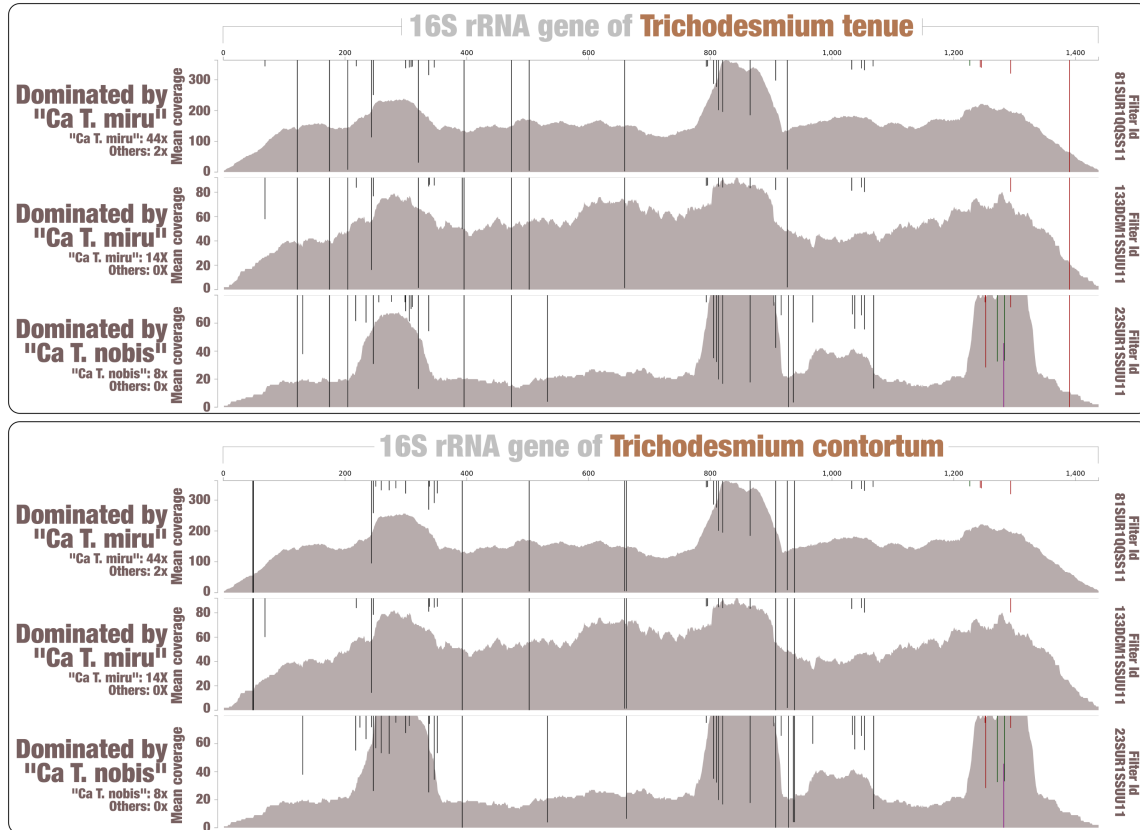 16S rRNA gene of Trichodesmium tenue
0 200 400 600 800 1,000 1,200 1,400
Dominated by
"Ca T. miru"
"Ca T. miru": 44x
Others: 2x
Mean coverage
300
200
100
0
Filter id
81SUR1QQSS11
Dominated by
"Ca T. miru"
"Ca T. miru": 14X
Others: 0X
Mean coverage
80
60
40
20
0
Filter id
133DCM1SSUU11
Dominated by
"Ca T. nobis"
"Ca T. nobis": 8x
Others: 0x
Mean coverage
60
40
20
0
Filter id
23SUR1SSUU11
16S rRNA gene of Trichodesmium contortum
0 200 400 600 800 1,000 1,200 1,400
Dominated by
"Ca T. miru"
"Ca T. miru": 44x
Others: 2x
Mean coverage
300
200
100
0
Filter id
81SUR1QQSS11
Dominated by
"Ca T. miru"
"Ca T. miru": 14X
Others: 0X
Mean coverage
80
60
40
20
0
Filter id
133DCM1SSUU11
Dominated by
"Ca T. nobis"
"Ca T. nobis": 8x
Others: 0x
Mean coverage
60
40
20
0
Filter id
23SUR1SSUU11